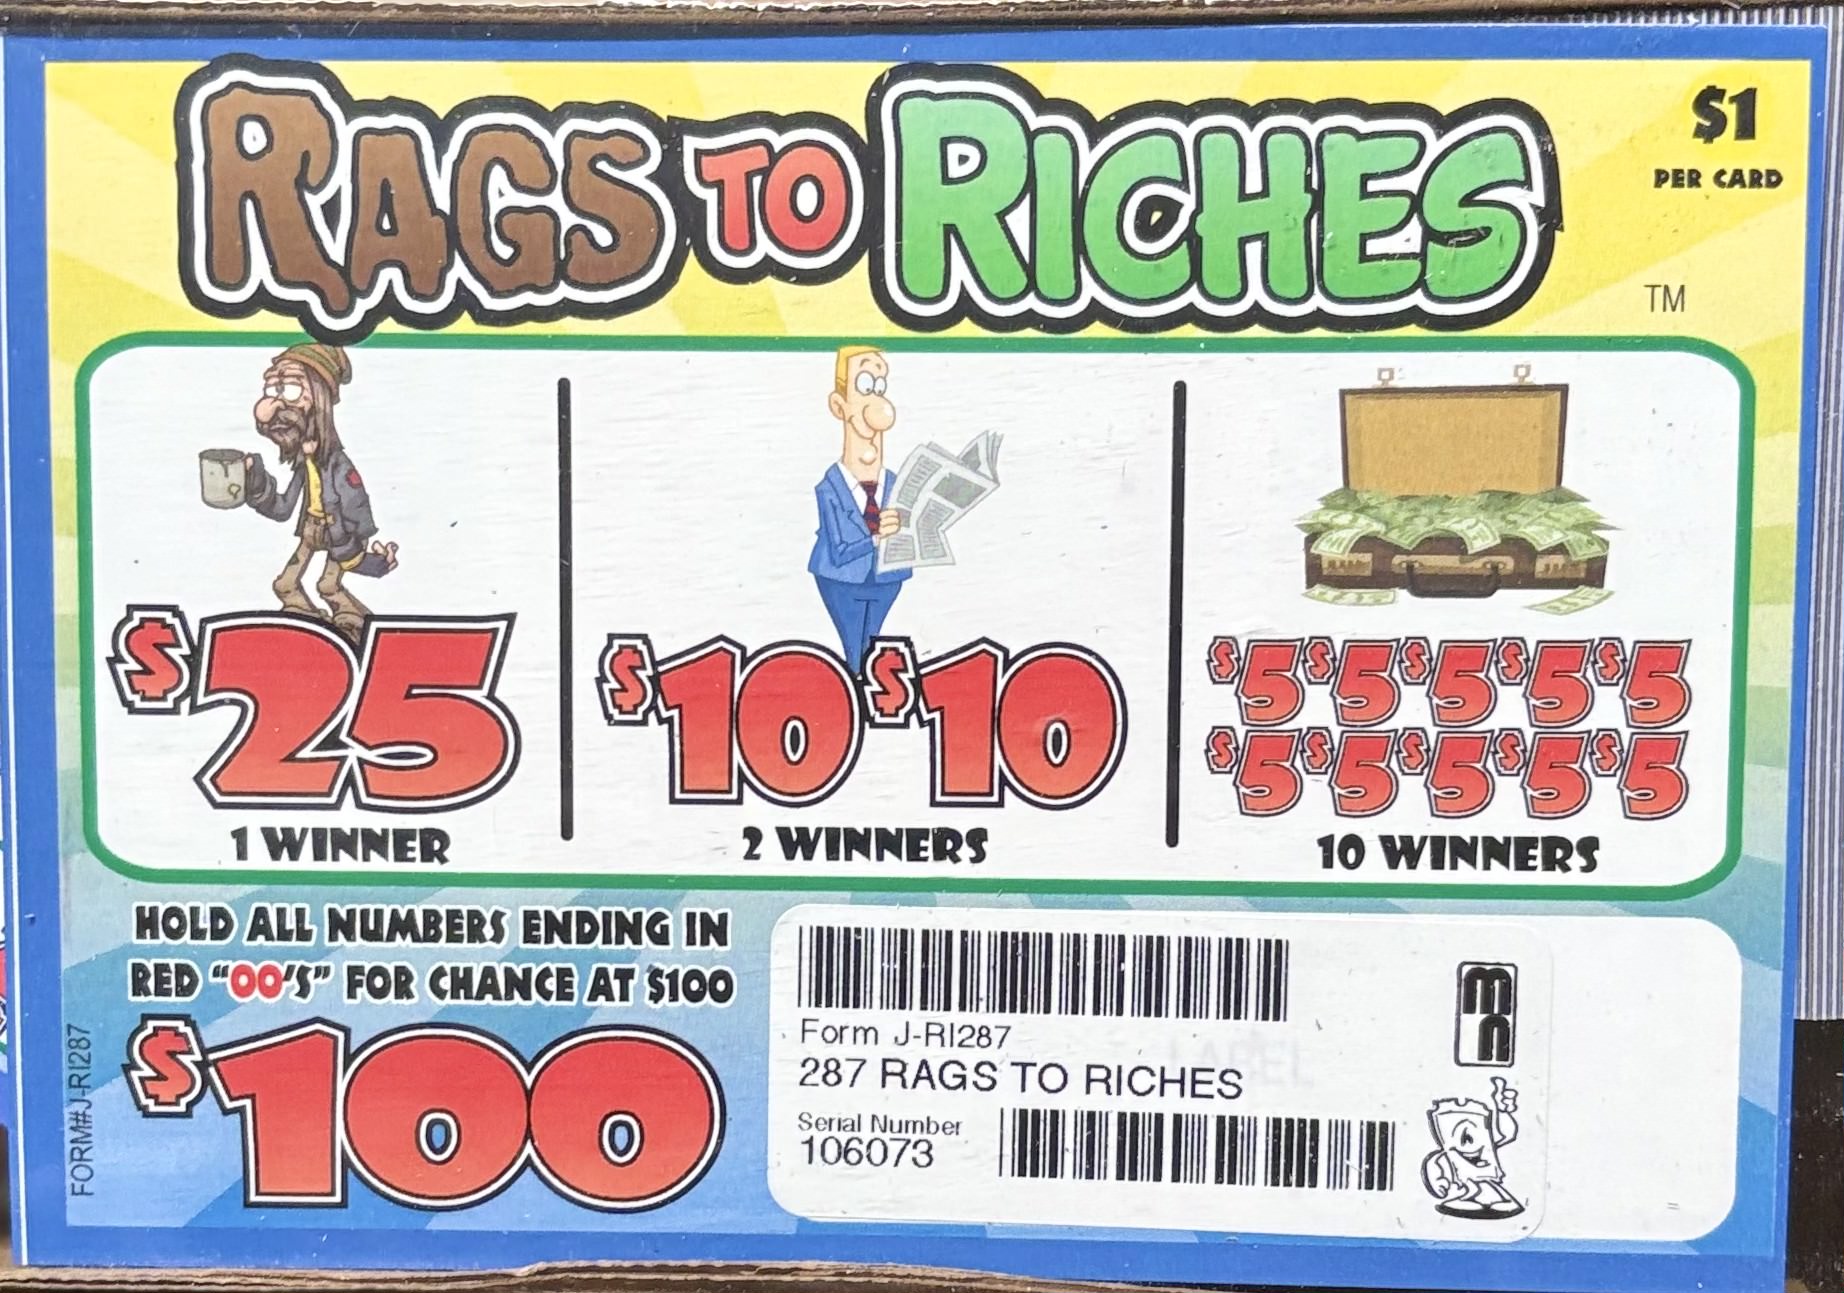 RAGS TO RICHES
$1
PER CARD
TM
$25
1 WINNER
$10 $10
2 WINNERS
$5 $5 $5 $5 $5
$5 $5 $5 $5 $5
10 WINNERS
HOLD ALL NUMBERS ENDING IN
RED "00'S" FOR CHANCE AT $100
$100
FORM#J-RI287
Form J-RI287
287 RAGS TO RICHES
Serial Number
106073
mn
LABEL